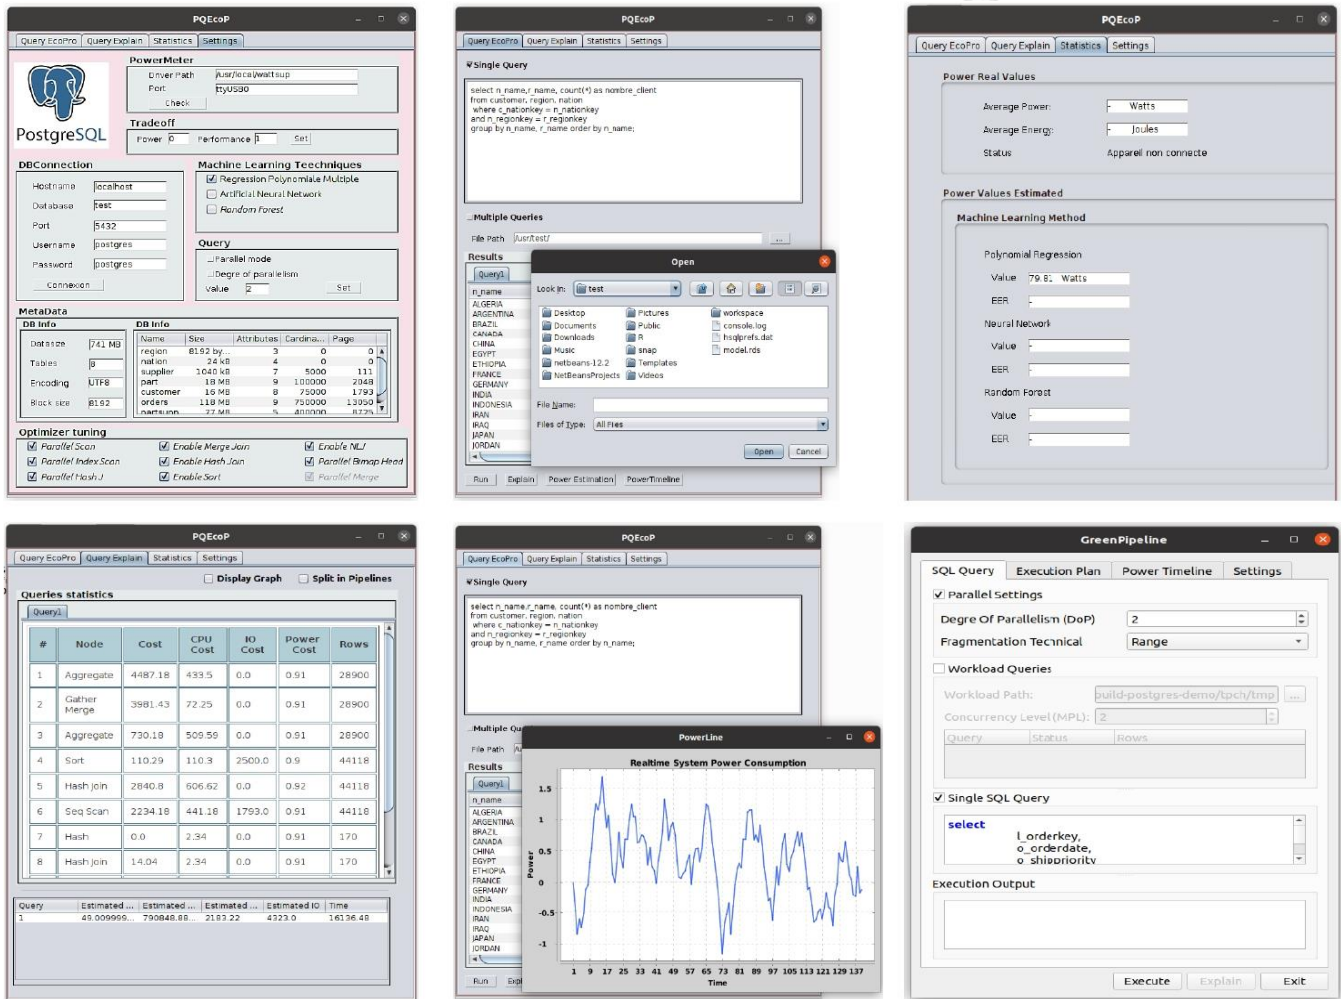 PQEcoP
Query EcoPro Query Explain Statistics Settings
PostgreSQL
PowerMeter
Driver Path /usr/local/wattsup
Port ttyUSB0
Check
Tradeoff
Power 0 Performance 1 Set
DBConnection
Hostname localhost
Database test
Port 5432
Username postgres
Password postgres
Connexion
Machine Learning Teechniques
Regression Polynomiale Multiple
Artificial Neural Network
Random Forest
Query
Parallel mode
Degre of parallelism
value 2 Set
MetaData
DB Info
Datasize 741 MB
Tables 8
Encoding UTF8
Block size 8192
DB Info
Name Size Attributes Cardina... Page
region 8192 by... 3 0 0
nation 24 kB 4 0 0
supplier 1040 kB 7 5000 111
part 18 MB 9 100000 2048
customer 16 MB 8 75000 1793
orders 118 MB 9 750000 13050
partsupp 77 MB 5 400000 8725
Optimizer tuning
Parallel Scan Enable Merge Join Enable NLJ
Parallel Index Scan Enable Hash Join Parallel Bimap Head
Parallel Hash J Enable Sort Parallel Merge
PQEcoP
Query EcoPro Query Explain Statistics Settings
Single Query
select n_name,r_name, count(*) as nombre_client
from customer, region, nation
where c_nationkey = n_nationkey
and n_regionkey = r_regionkey
group by n_name, r_name order by n_name;
Multiple Queries
File Path /usr/test/ ...
Results
Query1
n_name
ALGERIA
ARGENTINA
BRAZIL
CANADA
CHINA
EGYPT
ETHIOPIA
FRANCE
GERMANY
INDIA
INDONESIA
IRAN
IRAQ
JAPAN
JORDAN
Run Explain Power Estimation PowerTimeline
Open
Look In: test
Desktop Pictures workspace
Documents Public console.log
Downloads R hsqlprefs.dat
Music snap model.rds
netbeans-12.2 Templates
NetBeansProjects Videos
File Name:
Files of Type: All Files
Open Cancel
PQEcoP
Query EcoPro Query Explain Statistics Settings
Power Real Values
Average Power: - Watts
Average Energy: - Joules
Status Appareil non connecte
Power Values Estimated
Machine Learning Method
Polynomial Regression
Value 79.81 Watts
EER -
Neural Network
Value -
EER -
Random Forest
Value -
EER -
PQEcoP
Query EcoPro Query Explain Statistics Settings
Display Graph Split in Pipelines
Queries statistics
Query1
# Node Cost CPU Cost IO Cost Power Cost Rows
1 Aggregate 4487.18 433.5 0.0 0.91 28900
2 Gather Merge 3981.43 72.25 0.0 0.91 28900
3 Aggregate 730.18 509.59 0.0 0.91 28900
4 Sort 110.29 110.3 2500.0 0.9 44118
5 Hash join 2840.8 606.62 0.0 0.92 44118
6 Seq Scan 2234.18 441.18 1793.0 0.91 44118
7 Hash 0.0 2.34 0.0 0.91 170
8 Hash join 14.04 2.34 0.0 0.91 170
Query Estimated ... Estimated ... Estimated ... Estimated IO Time
1 49.009999... 790848.88... 2183.22 4323.0 16136.48
PQEcoP
Query EcoPro Query Explain Statistics Settings
Single Query
select n_name,r_name, count(*) as nombre_client
from customer, region, nation
where c_nationkey = n_nationkey
and n_regionkey = r_regionkey
group by n_name, r_name order by n_name;
Multiple Qu
File Path
Results
Query1
n_name
ALGERIA
ARGENTINA
BRAZIL
CANADA
CHINA
EGYPT
ETHIOPIA
FRANCE
GERMANY
INDIA
INDONESIA
IRAN
IRAQ
JAPAN
JORDAN
Run Expl
PowerLine
Realtime System Power Consumption
1.5
1
0.5
0
-0.5
-1
Power
1 9 17 25 33 41 49 57 65 73 81 89 97 105 113 121 129 137
Time
GreenPipeline
SQL Query Execution Plan Power Timeline Settings
Parallel Settings
Degre Of Parallelism (DoP) 2
Fragmentation Technical Range
Workload Queries
Workload Path: build-postgres-demo/tpch/tmp ...
Concurrency Level (MPL): 2
Query Status Rows
Single SQL Query
select
l_orderkey,
o_orderdate,
o_shippriority
Execution Output
Execute Explain Exit